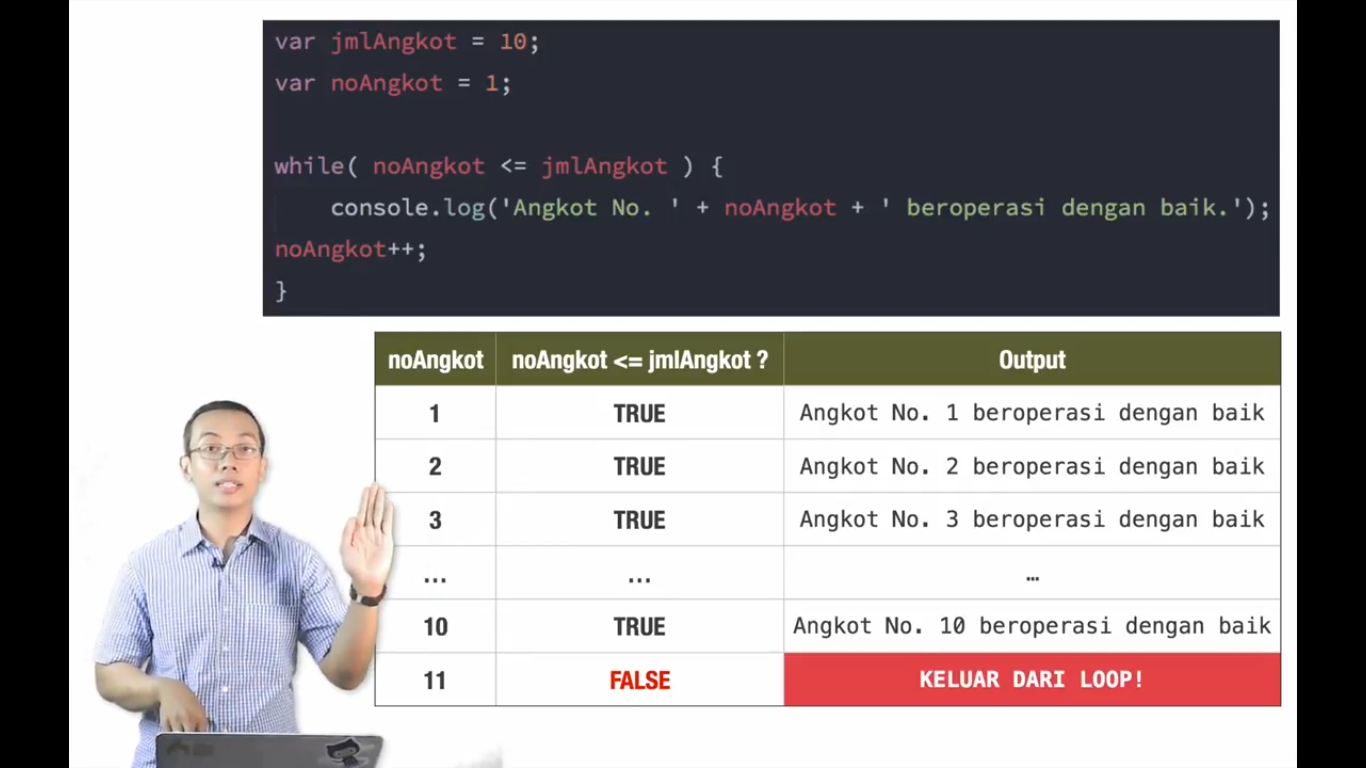 var jmlAngkot = 10;
var noAngkot = 1;
while( noAngkot <= jmlAngkot ) {
console.log('Angkot No. ' + noAngkot + ' beroperasi dengan baik.');
noAngkot++;
}
noAngkot noAngkot <= jmlAngkot ? Output
1 TRUE Angkot No. 1 beroperasi dengan baik
2 TRUE Angkot No. 2 beroperasi dengan baik
3 TRUE Angkot No. 3 beroperasi dengan baik
... ... ...
10 TRUE Angkot No. 10 beroperasi dengan baik
11 FALSE KELUAR DARI LOOP!